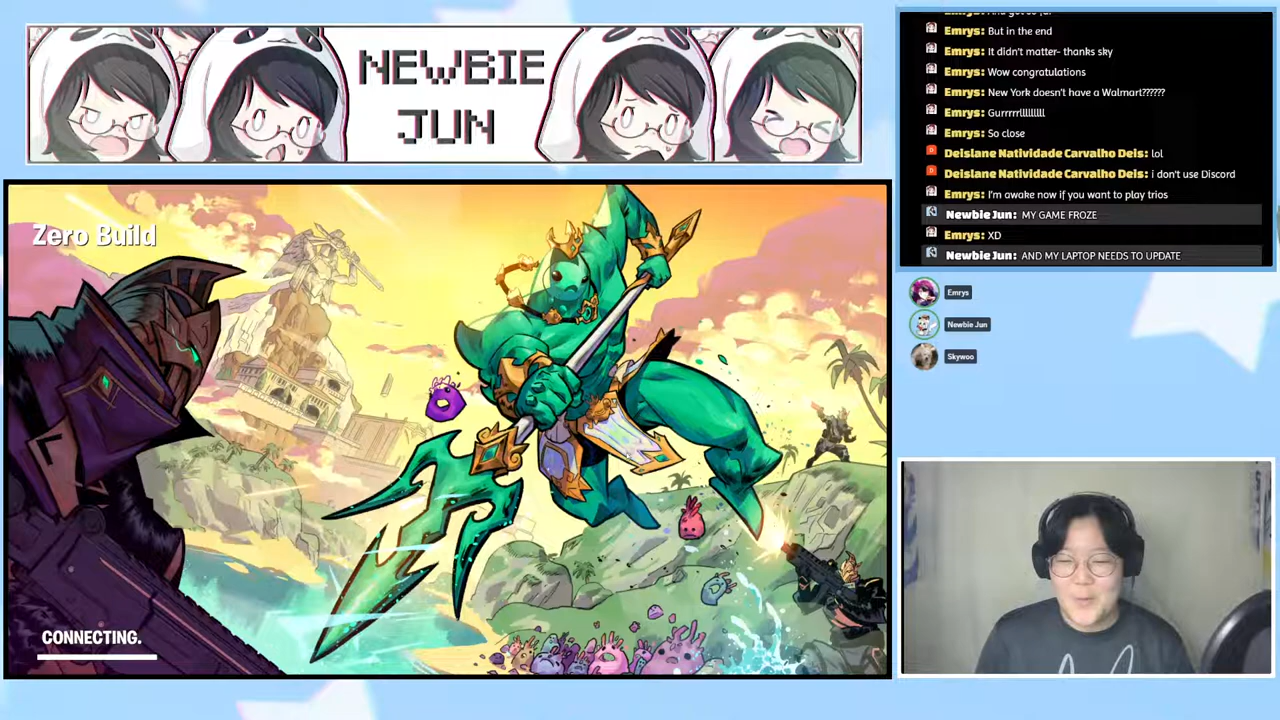 NEWBIE
JUN
Zero Build
CONNECTING.
Emrys: But in the end
Emrys: It didn't matter- thanks sky
Emrys: Wow congratulations
Emrys: New York doesn't have a Walmart??????
Emrys: Gurrrrllllllllll
Emrys: So close
Deislane Natividade Carvalho Deis: lol
Deislane Natividade Carvalho Deis: i don't use Discord
Emrys: I'm awake now if you want to play trios
Newbie Jun: MY GAME FROZE
Emrys: XD
Newbie Jun: AND MY LAPTOP NEEDS TO UPDATE
Emrys
Newbie Jun
Skywoo